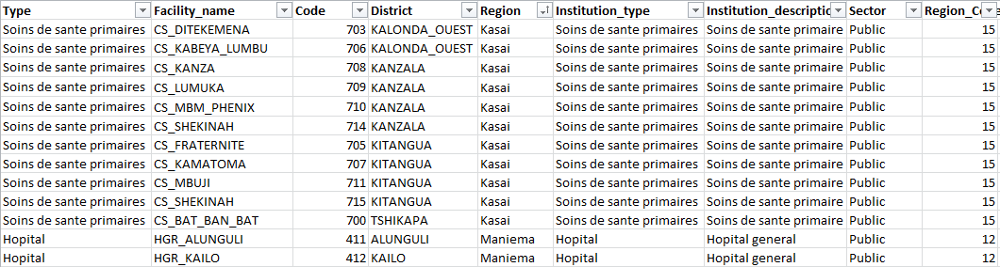 Type Facility_name Code District Region Institution_type Institution_descriptio Sector Region_Co
Soins de sante primaires CS_DITEKEMENA 703 KALONDA_OUEST Kasai Soins de sante primaires Soins de sante primaire Public 15
Soins de sante primaires CS_KABEYA_LUMBU 706 KALONDA_OUEST Kasai Soins de sante primaires Soins de sante primaire Public 15
Soins de sante primaires CS_KANZA 708 KANZALA Kasai Soins de sante primaires Soins de sante primaire Public 15
Soins de sante primaires CS_LUMUKA 709 KANZALA Kasai Soins de sante primaires Soins de sante primaire Public 15
Soins de sante primaires CS_MBM_PHENIX 710 KANZALA Kasai Soins de sante primaires Soins de sante primaire Public 15
Soins de sante primaires CS_SHEKINAH 714 KANZALA Kasai Soins de sante primaires Soins de sante primaire Public 15
Soins de sante primaires CS_FRATERNITE 705 KITANGUA Kasai Soins de sante primaires Soins de sante primaire Public 15
Soins de sante primaires CS_KAMATOMA 707 KITANGUA Kasai Soins de sante primaires Soins de sante primaire Public 15
Soins de sante primaires CS_MBUJI 711 KITANGUA Kasai Soins de sante primaires Soins de sante primaire Public 15
Soins de sante primaires CS_SHEKINAH 715 KITANGUA Kasai Soins de sante primaires Soins de sante primaire Public 15
Soins de sante primaires CS_BAT_BAN_BAT 700 TSHIKAPA Kasai Soins de sante primaires Soins de sante primaire Public 15
Hopital HGR_ALUNGULI 411 ALUNGULI Maniema Hopital Hopital general Public 12
Hopital HGR_KAILO 412 KAILO Maniema Hopital Hopital general Public 12